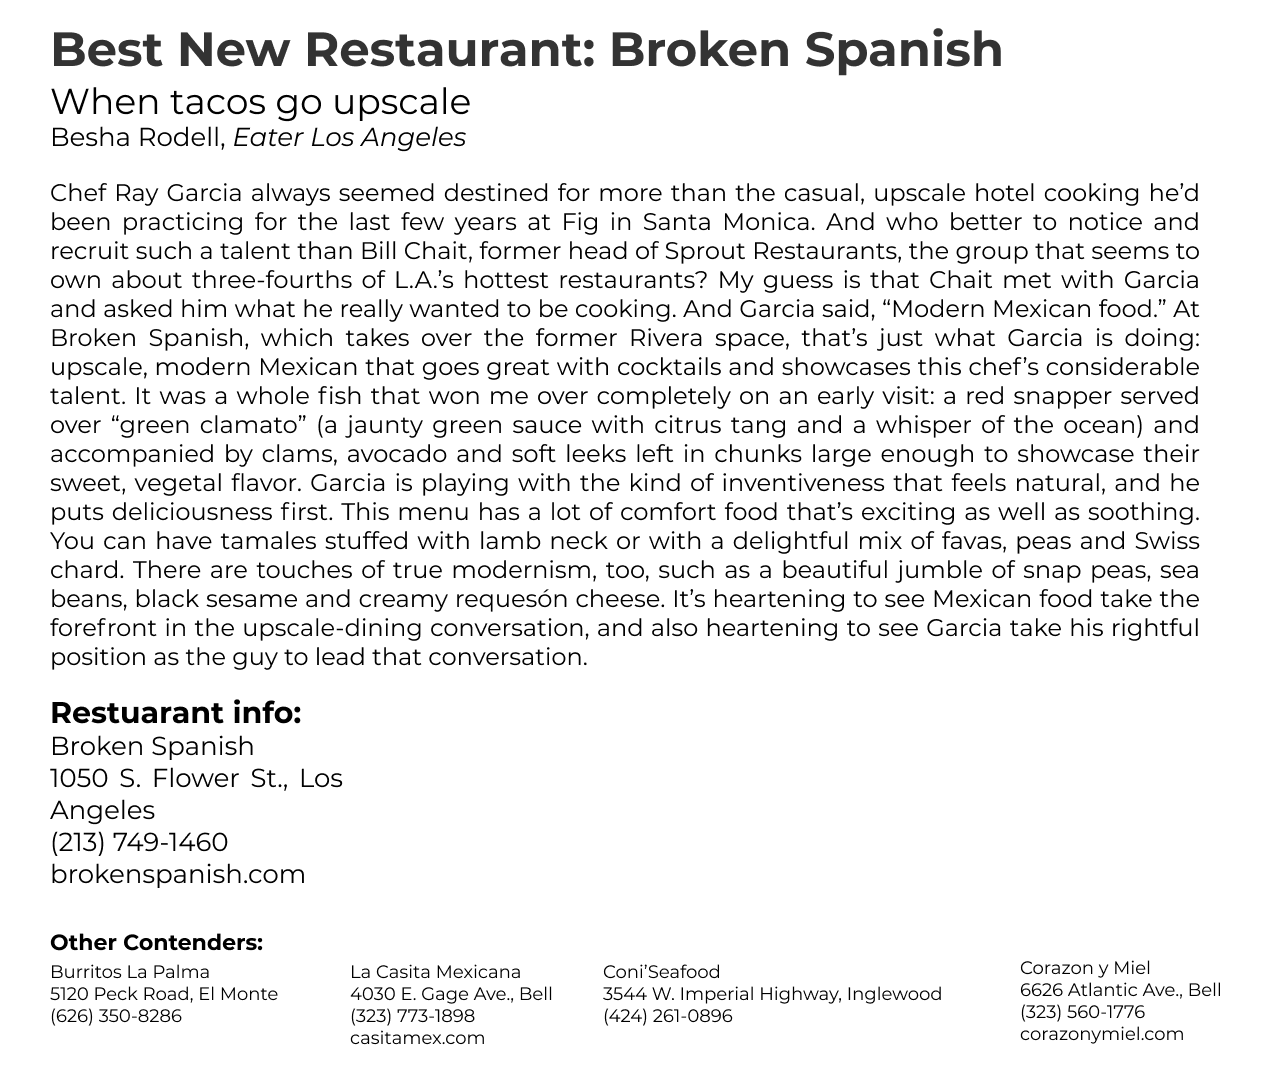 Best New Restaurant: Broken Spanish
When tacos go upscale
Besha Rodell, Eater Los Angeles
Chef Ray Garcia always seemed destined for more than the casual, upscale hotel cooking he’d
been practicing for the last few years at Fig in Santa Monica. And who better to notice and
recruit such a talent than Bill Chait, former head of Sprout Restaurants, the group that seems to
own about three-fourths of L.A.’s hottest restaurants? My guess is that Chait met with Garcia
and asked him what he really wanted to be cooking. And Garcia said, “Modern Mexican food.” At
Broken Spanish, which takes over the former Rivera space, that’s just what Garcia is doing:
upscale, modern Mexican that goes great with cocktails and showcases this chef’s considerable
talent. It was a whole fish that won me over completely on an early visit: a red snapper served
over “green clamato” (a jaunty green sauce with citrus tang and a whisper of the ocean) and
accompanied by clams, avocado and soft leeks left in chunks large enough to showcase their
sweet, vegetal flavor. Garcia is playing with the kind of inventiveness that feels natural, and he
puts deliciousness first. This menu has a lot of comfort food that’s exciting as well as soothing.
You can have tamales stuffed with lamb neck or with a delightful mix of favas, peas and Swiss
chard. There are touches of true modernism, too, such as a beautiful jumble of snap peas, sea
beans, black sesame and creamy requesón cheese. It’s heartening to see Mexican food take the
forefront in the upscale-dining conversation, and also heartening to see Garcia take his rightful
position as the guy to lead that conversation.
Restuarant info:
Broken Spanish
1050 S. Flower St., Los
Angeles
(213) 749-1460
brokenspanish.com
Other Contenders:
Burritos La Palma
5120 Peck Road, El Monte
(626) 350-8286
La Casita Mexicana
4030 E. Gage Ave., Bell
(323) 773-1898
casitamex.com
Coni’Seafood
3544 W. Imperial Highway, Inglewood
(424) 261-0896
Corazon y Miel
6626 Atlantic Ave., Bell
(323) 560-1776
corazonymiel.com